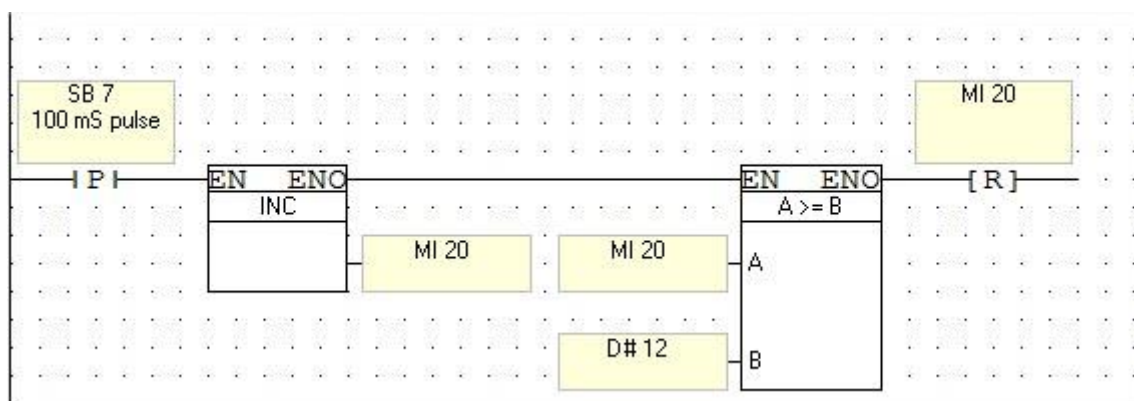 SB 7
100 mS pulse
MI 20
P
EN ENO
INC
MI 20
MI 20
A
D# 12
B
EN ENO
A >= B
R